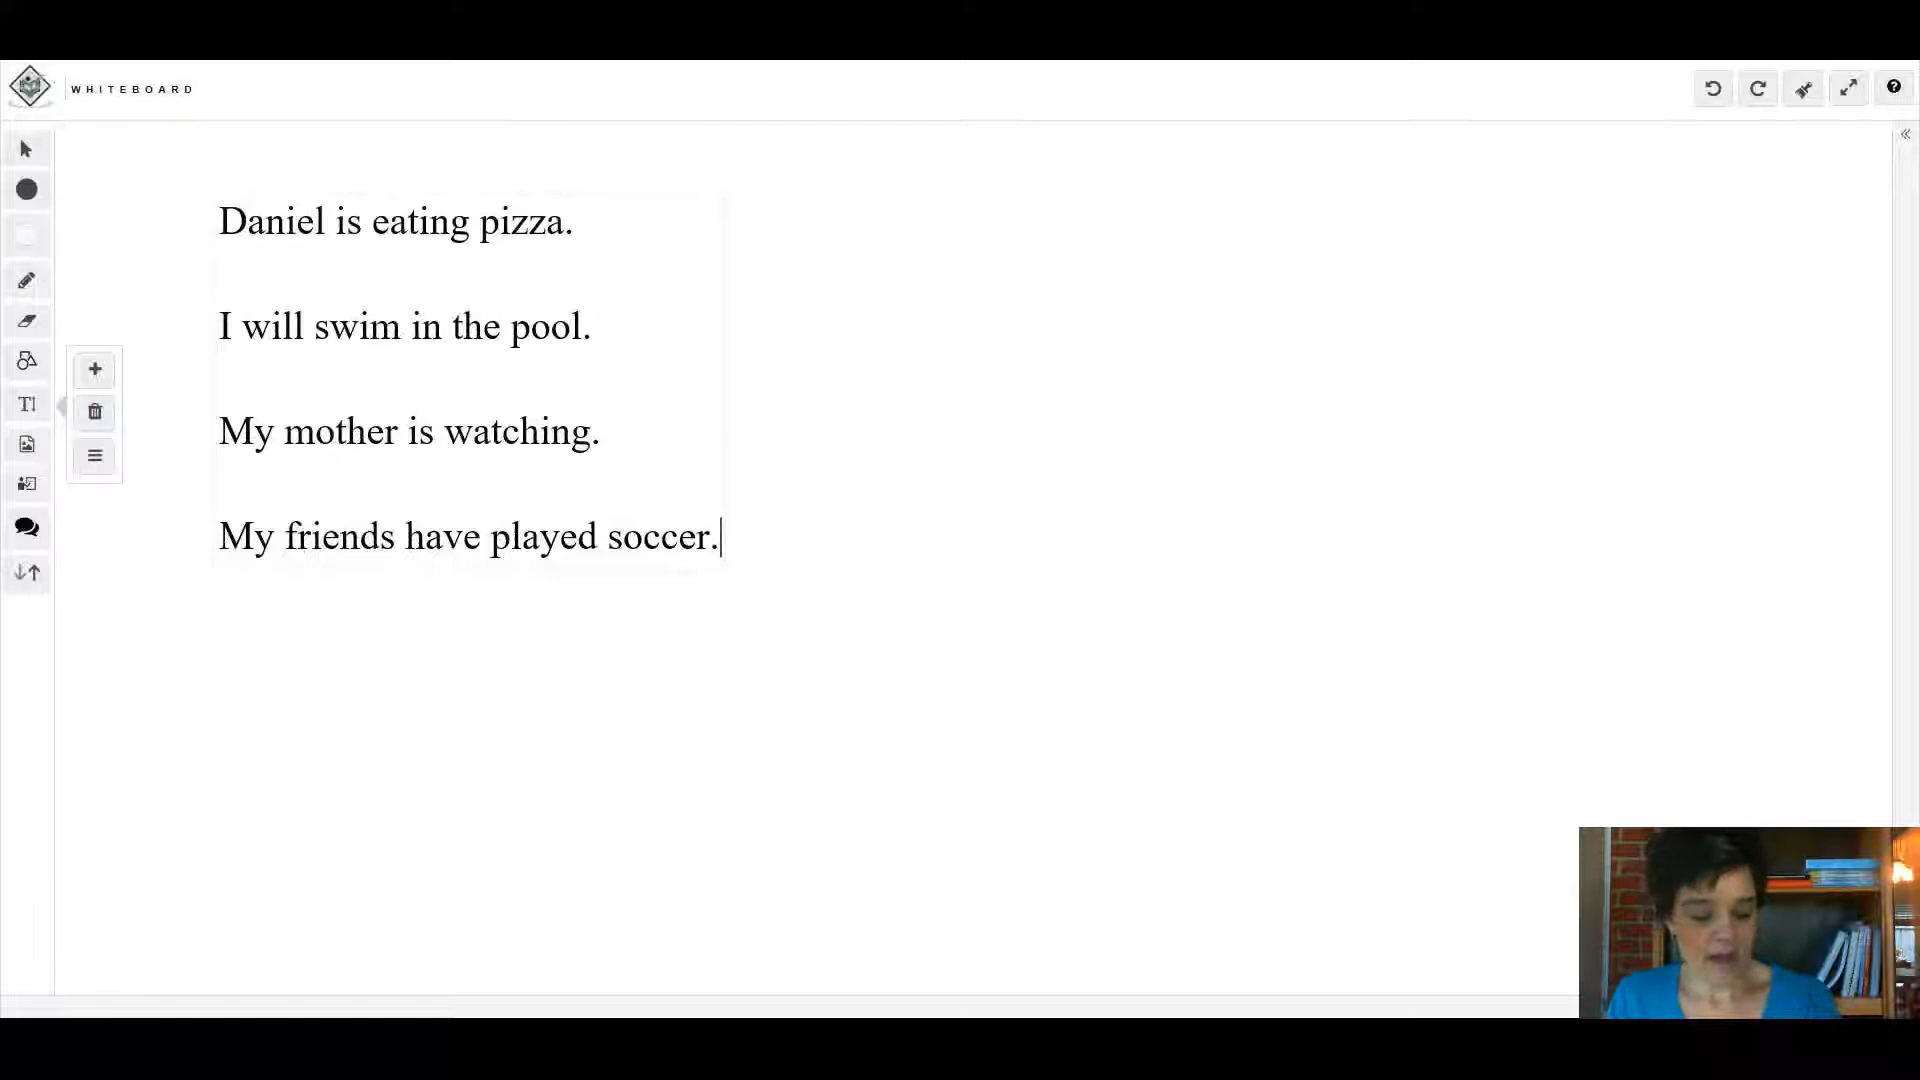 WHITEBOARD
Daniel is eating pizza.
I will swim in the pool.
My mother is watching.
My friends have played soccer.